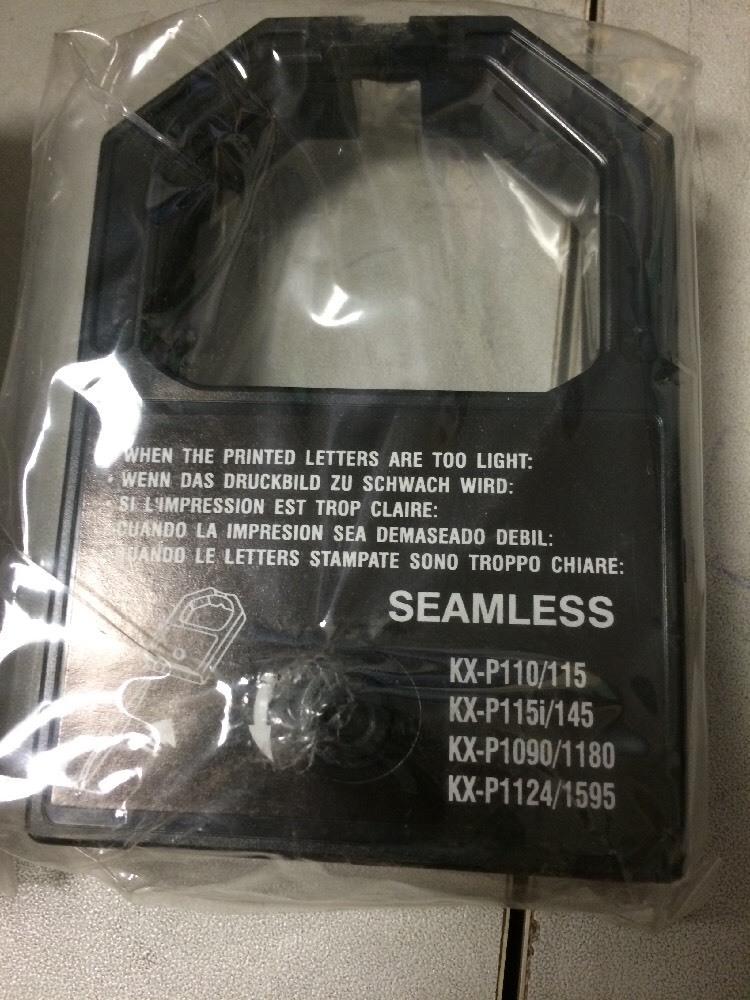 WHEN THE PRINTED LETTERS ARE TOO LIGHT:
• WENN DAS DRUCKBILD ZU SCHWACH WIRD:
• SI L'IMPRESSION EST TROP CLAIRE:
CUANDO LA IMPRESION SEA DEMASEADO DEBIL:
QUANDO LE LETTERS STAMPATE SONO TROPPO CHIARE:
SEAMLESS
KX-P110/115
KX-P115i/145
KX-P1090/1180
KX-P1124/1595